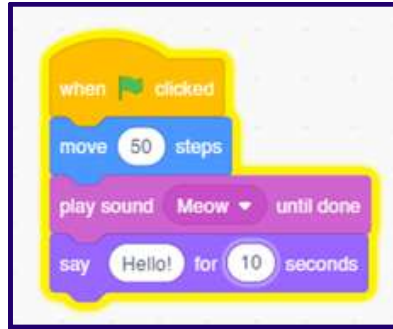 when clicked
move 50 steps
play sound Meow until done
say Hello! for 10 seconds